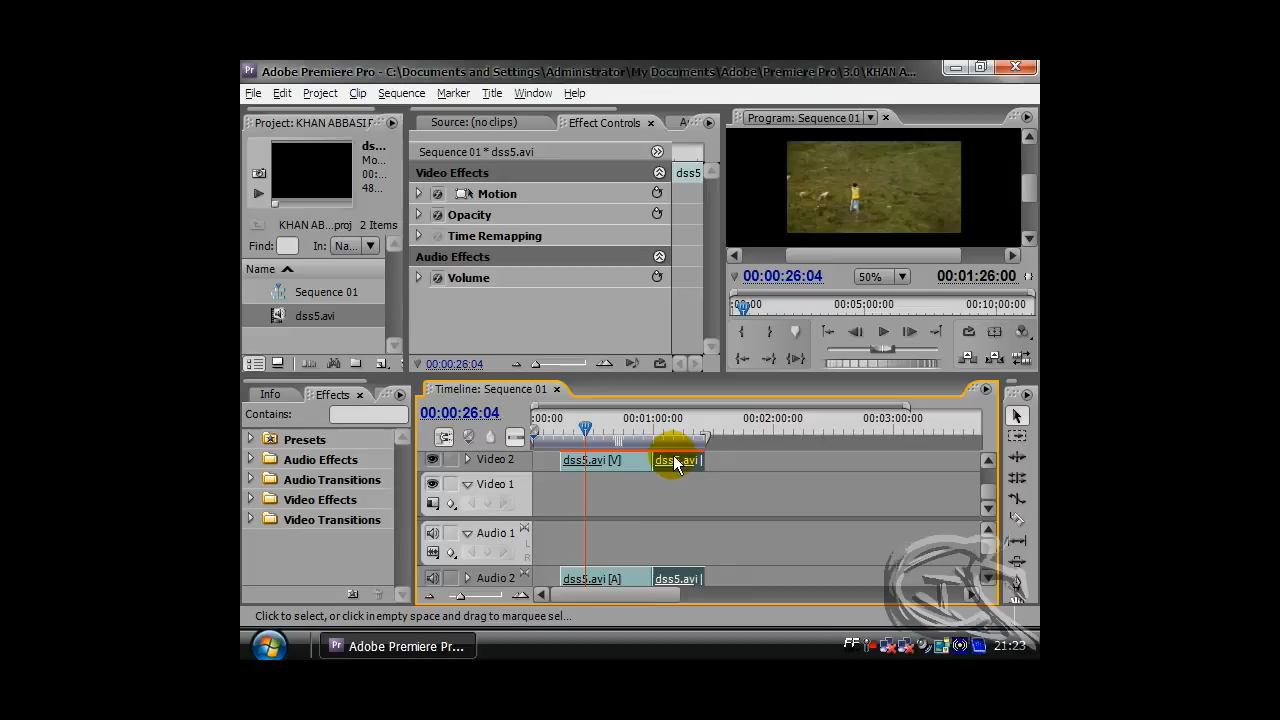 Adobe Premiere Pro - C:\Documents and Settings\Administrator\My Documents\Adobe\Premiere Pro\3.0\KHAN A...
File Edit Project Clip Sequence Marker Title Window Help
Project: KHAN ABBASI
ds...
Mo...
00:...
48...
KHAN AB...proj 2 Items
Find: In: Na...
Name
Sequence 01
dss5.avi
Source: (no clips) Effect Controls
Sequence 01 * dss5.avi
dss5
Video Effects
Motion
Opacity
Time Remapping
Audio Effects
Volume
00:00:26:04
Program: Sequence 01
00:00:26:04 50% 00:01:26:00
:00:00 00:05:00:00 00:10:00:00
Info Effects
Contains:
Presets
Audio Effects
Audio Transitions
Video Effects
Video Transitions
Timeline: Sequence 01
00:00:26:04
:00:00 00:01:00:00 00:02:00:00 00:03:00:00
Video 2 dss5.avi [V] dss5.avi
Video 1
Audio 1
L
R
Audio 2 dss5.avi [A] dss5.avi
Click to select, or click in empty space and drag to marquee sel...
Adobe Premiere Pr...
FF 21:23